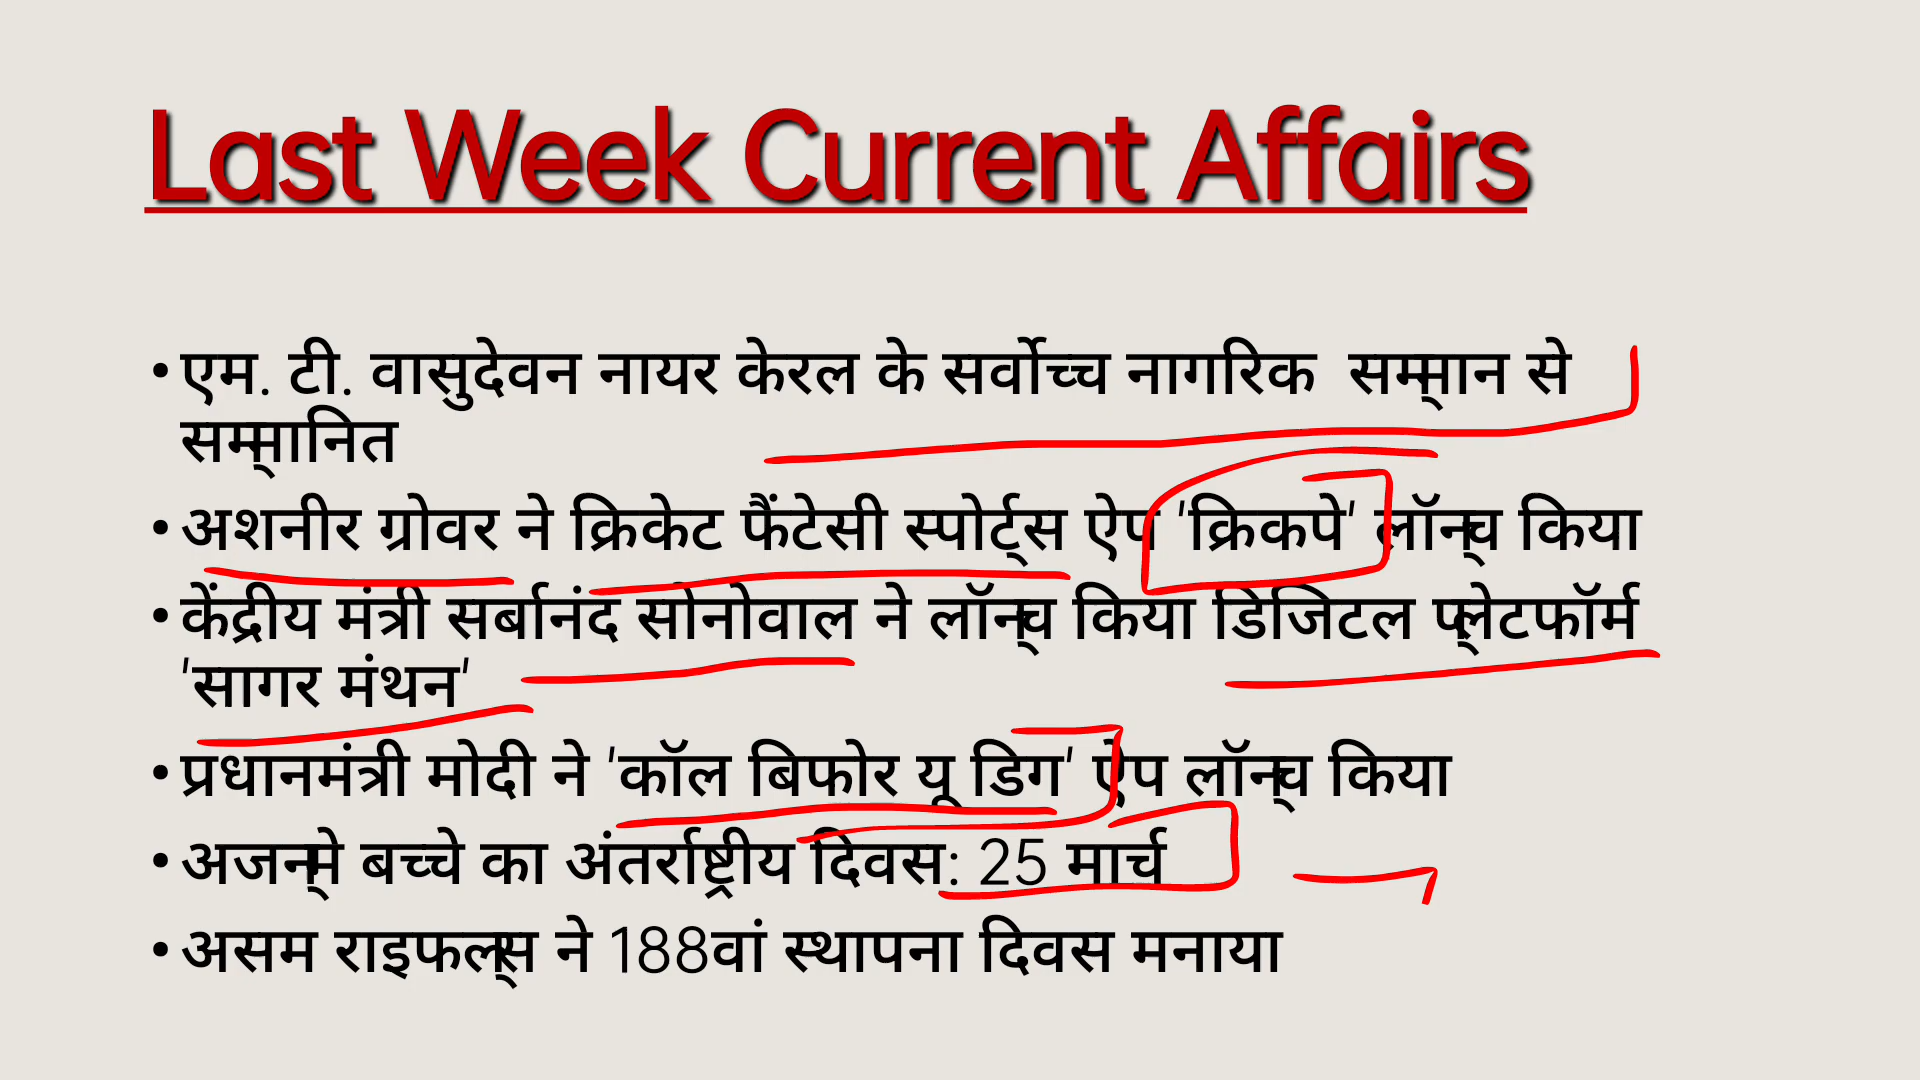 Last Week Current Affairs
• एम. टी. वासुदेवन नायर केरल के सर्वोच्च नागरिक सम्मान से
सम्मानित
• अशनीर ग्रोवर ने क्रिकेट फैंटेसी स्पोर्ट्स ऐप 'क्रिकपे' लॉन्च किया
• केंद्रीय मंत्री सर्बानंद सोनोवाल ने लॉन्च किया डिजिटल प्लेटफॉर्म
'सागर मंथन'
• प्रधानमंत्री मोदी ने 'कॉल बिफोर यू डिग' ऐप लॉन्च किया
• अजन्मे बच्चे का अंतर्राष्ट्रीय दिवस: 25 मार्च
• असम राइफल्स ने 188वां स्थापना दिवस मनाया